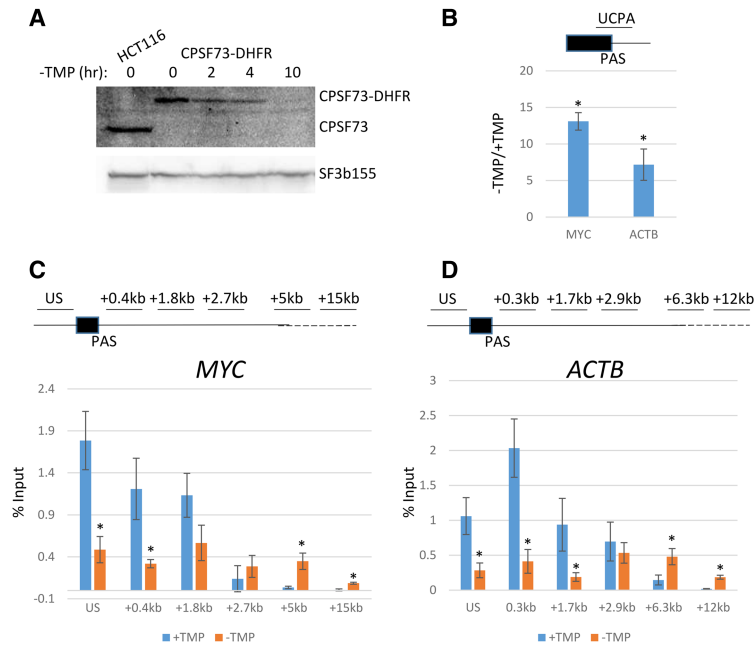 A
HCT116
CPSF73-DHFR
-TMP (hr): 0 0 2 4 10
CPSF73-DHFR
CPSF73
SF3b155
B
UCPA
PAS
-TMP/+TMP
20
15
10
5
0
*
*
MYC ACTB
C
US +0.4kb +1.8kb +2.7kb +5kb +15kb
PAS
MYC
% Input
2.4
1.9
1.4
0.9
0.4
-0.1
* * * *
US +0.4kb +1.8kb +2.7kb +5kb +15kb
+TMP -TMP
D
US +0.3kb +1.7kb +2.9kb +6.3kb +12kb
PAS
ACTB
% Input
3
2.5
2
1.5
1
0.5
0
* * * * *
US 0.3kb +1.7kb +2.9kb +6.3kb +12kb
+TMP -TMP